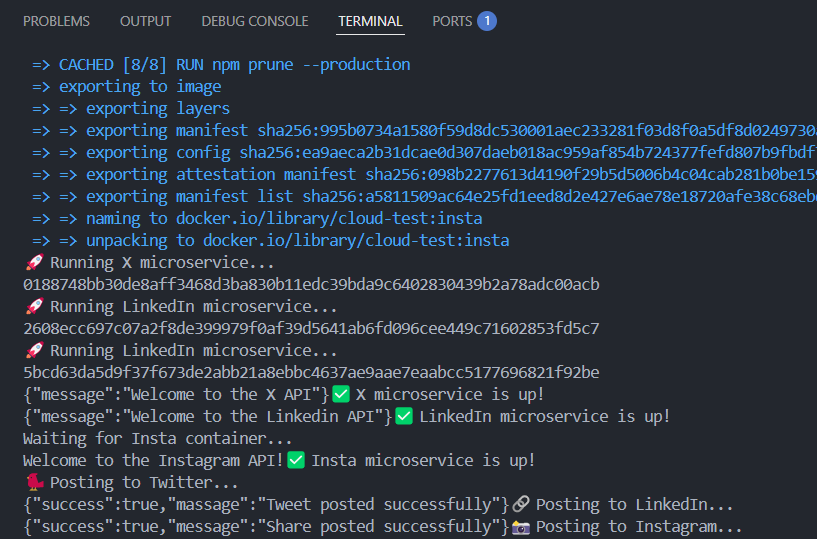 PROBLEMS OUTPUT DEBUG CONSOLE TERMINAL PORTS 1
=> CACHED [8/8] RUN npm prune --production
=> exporting to image
=> => exporting layers
=> => exporting manifest sha256:995b0734a1580f59d8dc530001aec233281f03d8f0a5df8d0249730a
=> => exporting config sha256:ea9aeca2b31dcae0d307daeb018ac959af854b724377fefd807b9fbdf
=> => exporting attestation manifest sha256:098b2277613d4190f29b5d5006b4c04cab281b0be159
=> => exporting manifest list sha256:a5811509ac64e25fd1eed8d2e427e6ae78e18720afe38c68eb
=> => naming to docker.io/library/cloud-test:insta
=> => unpacking to docker.io/library/cloud-test:insta
🚀 Running X microservice...
0188748bb30de8aff3468d3ba830b11edc39bda9c6402830439b2a78adc00acb
🚀 Running LinkedIn microservice...
2608ecc697c07a2f8de399979f0af39d5641ab6fd096cee449c71602853fd5c7
🚀 Running LinkedIn microservice...
5bcd63da5d9f37f673de2abb21a8ebbc4637ae9aae7eaabcc5177696821f92be
{"message":"Welcome to the X API"}✅ X microservice is up!
{"message":"Welcome to the Linkedin API"}✅ LinkedIn microservice is up!
Waiting for Insta container...
Welcome to the Instagram API!✅ Insta microservice is up!
🐦 Posting to Twitter...
{"success":true,"massage":"Tweet posted successfully"}🔗 Posting to LinkedIn...
{"success":true,"message":"Share posted successfully"}📸 Posting to Instagram...